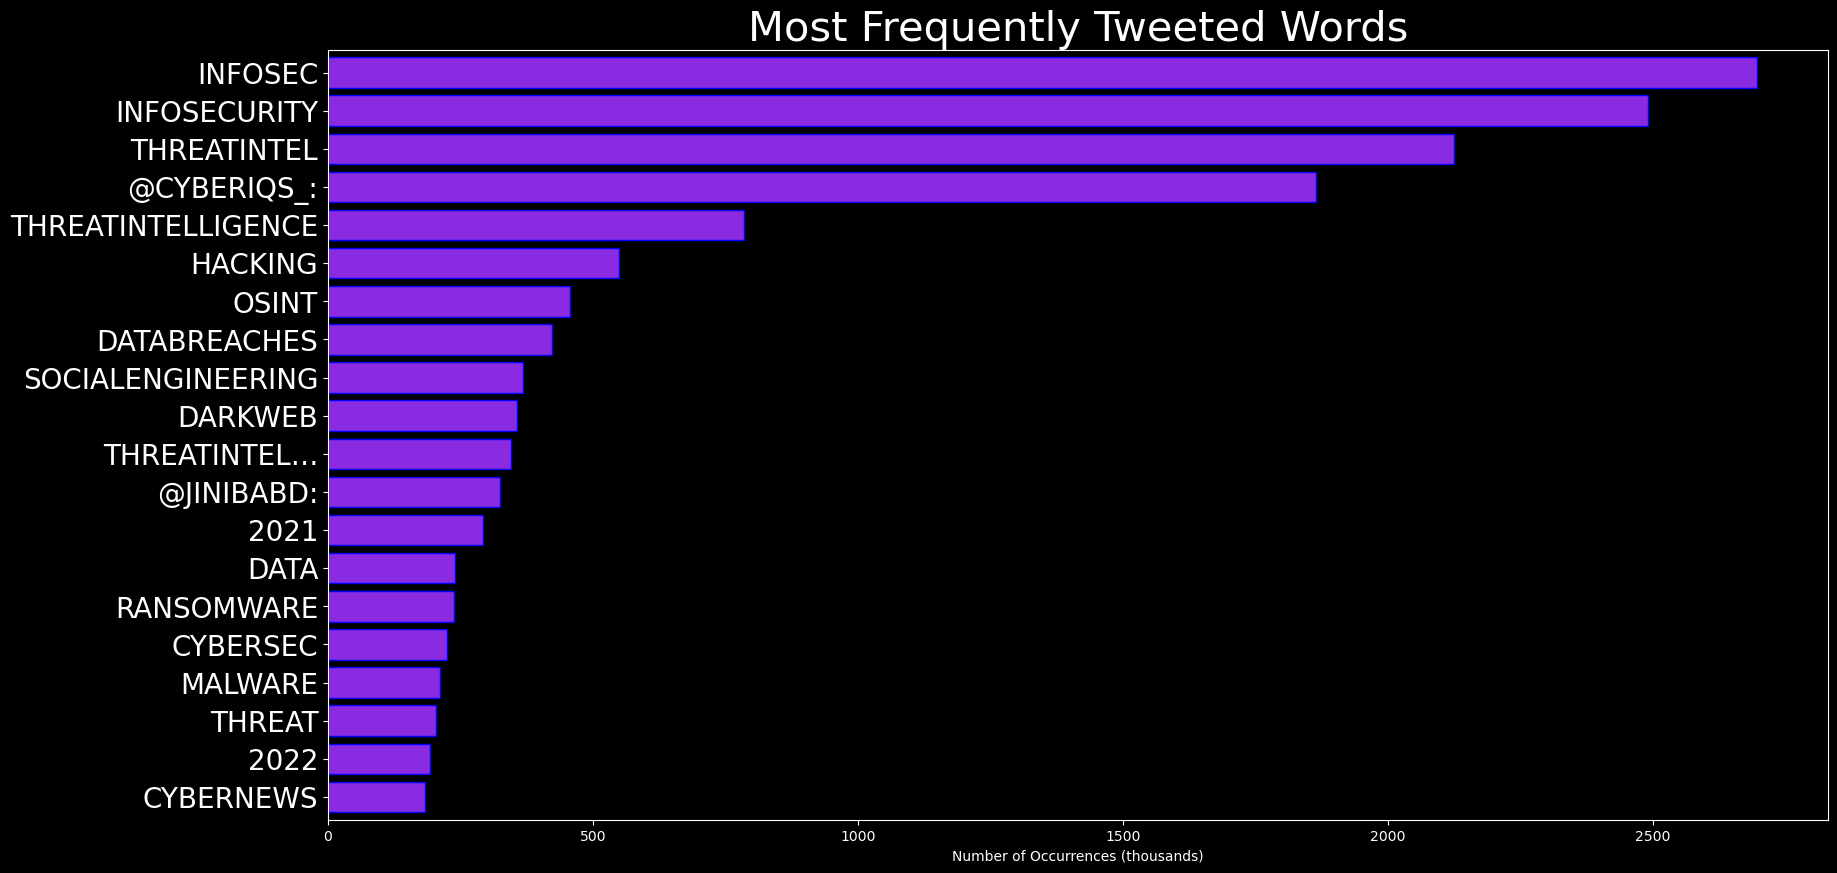 Most Frequently Tweeted Words
INFOSEC
INFOSECURITY
THREATINTEL
@CYBERIQS_:
THREATINTELLIGENCE
HACKING
OSINT
DATABREACHES
SOCIALENGINEERING
DARKWEB
THREATINTEL…
@JINIBABD:
2021
DATA
RANSOMWARE
CYBERSEC
MALWARE
THREAT
2022
CYBERNEWS
0 500 1000 1500 2000 2500
Number of Occurrences (thousands)